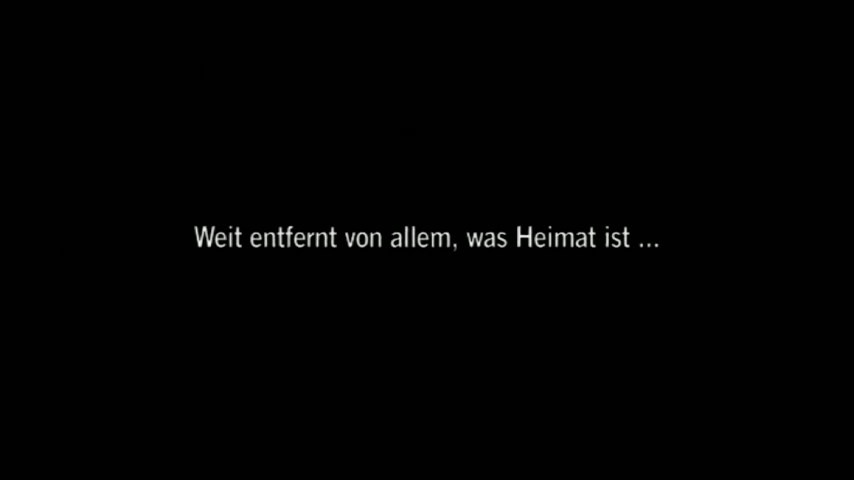 Weit entfernt von allem, was Heimat ist ...